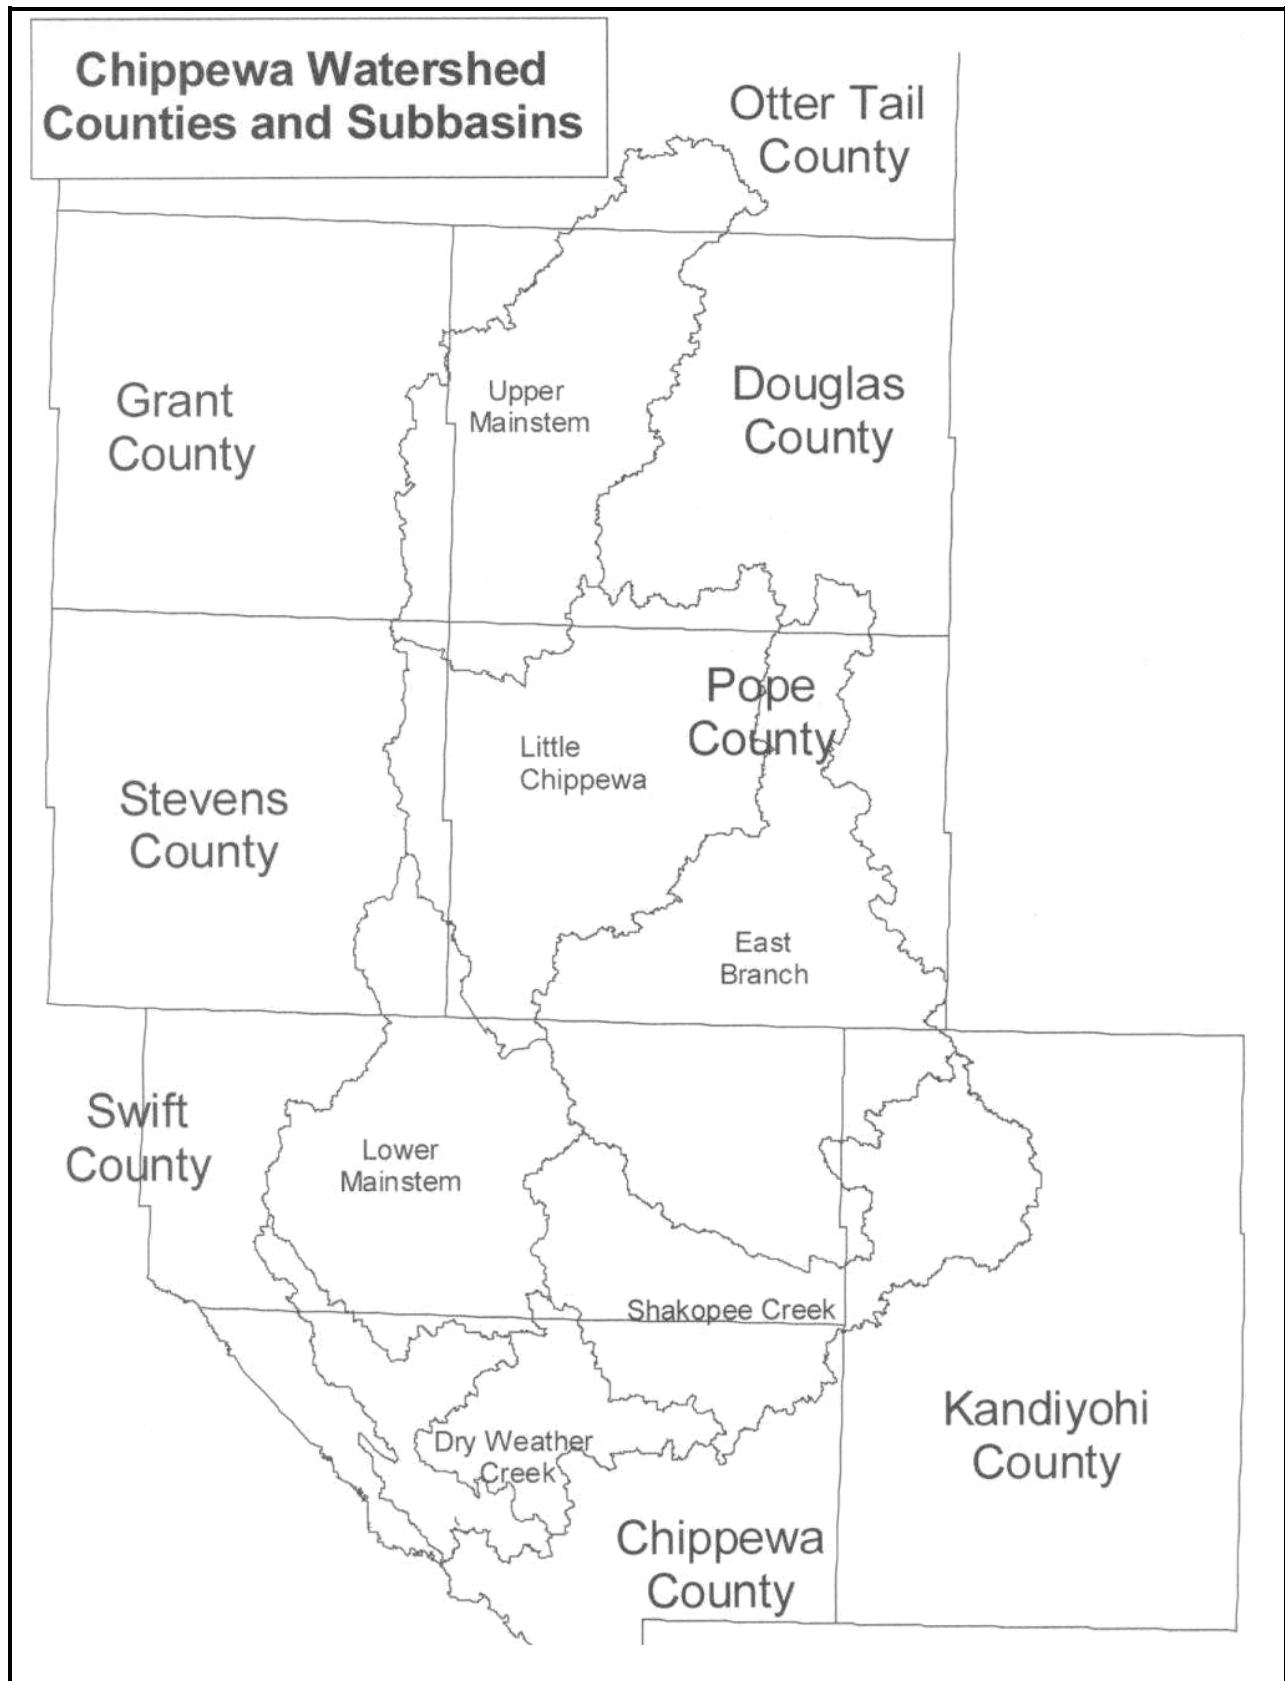 Chippewa Watershed
Counties and Subbasins
Otter Tail
County
Grant
County
Upper
Mainstem
Douglas
County
Pope
County
Little
Chippewa
Stevens
County
East
Branch
Swift
County
Lower
Mainstem
Shakopee Creek
Kandiyohi
County
Dry Weather
Creek
Chippewa
County